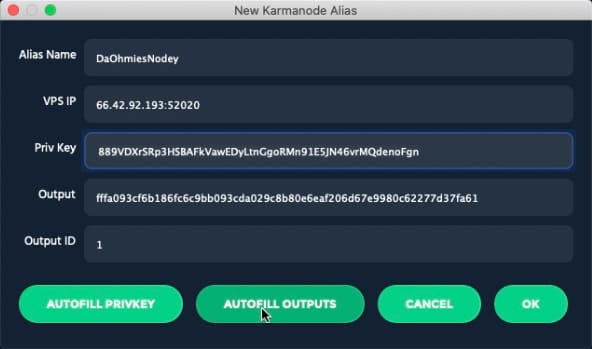 New Karmanode Alias
Alias Name DaOhmiesNodey
VPS IP 66.42.92.193:52020
Priv Key 889VDXrSRp3HSBAFkVawEDyLtnGgoRMn91E5JN46vrMQdenoFgn
Output fffa093cf6b186fc6c9bb093cda029c8b80e6eaf206d67e9980c62277d37fa61
Output ID 1
AUTOFILL PRIVKEY AUTOFILL OUTPUTS CANCEL OK